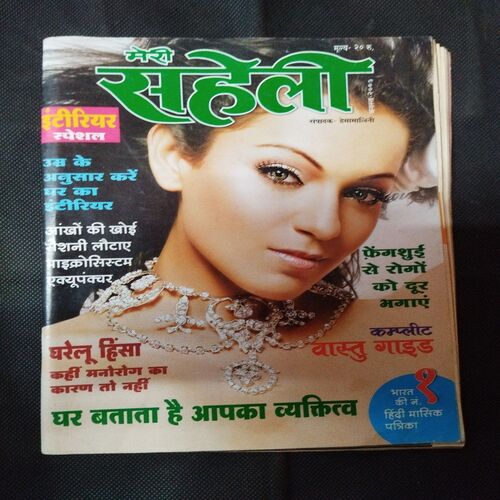 मूल्य- २० रु.
मेरी
सहेली
संपादक- हेमामालिनी
इंटीरियर
स्पेशल
उम्र के
अनुसार करें
घर का
इंटीरियर
आंखों की खोई
रोशनी लौटाए
माइक्रोसिस्टम
एक्यूपंक्चर
फ़ेंगशुई
से रोगों
को दूर
भगाएं
कम्प्लीट
वास्तु गाइड
घरेलू हिंसा
कहीं मनोरोग का
कारण तो नहीं
घर बताता है आपका व्यक्तित्व
भारत
की नं. १
हिंदी मासिक
पत्रिका